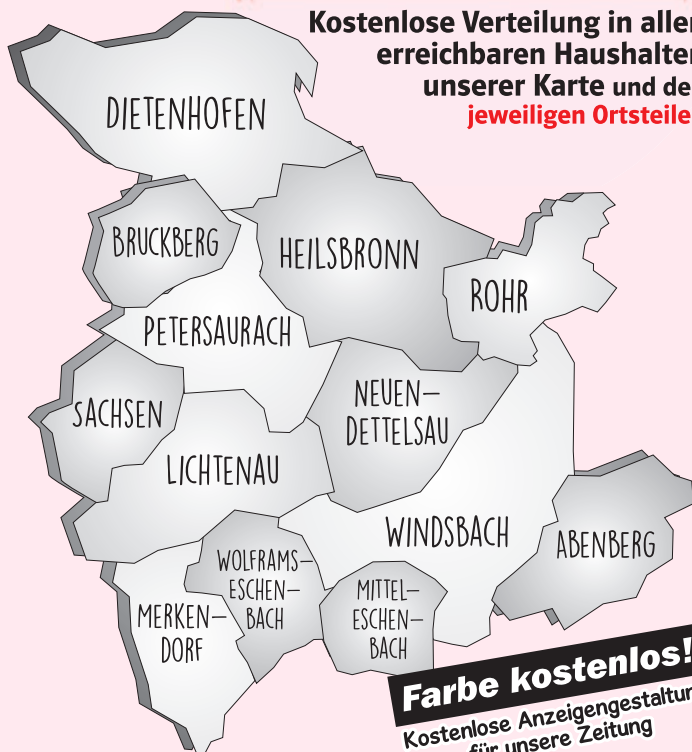 Kostenlose Verteilung in allen
erreichbaren Haushalten
unserer Karte und der
jeweiligen Ortsteile
DIETENHOFEN
BRUCKBERG
HEILSBRONN
ROHR
PETERSAURACH
NEUEN–
DETTELSAU
SACHSEN
LICHTENAU
WINDSBACH
ABENBERG
WOLFRAMS–
ESCHEN–
BACH
MITTEL–
ESCHEN–
BACH
MERKEN–
DORF
Farbe kostenlos!
Kostenlose Anzeigengestaltung
für unsere Zeitung